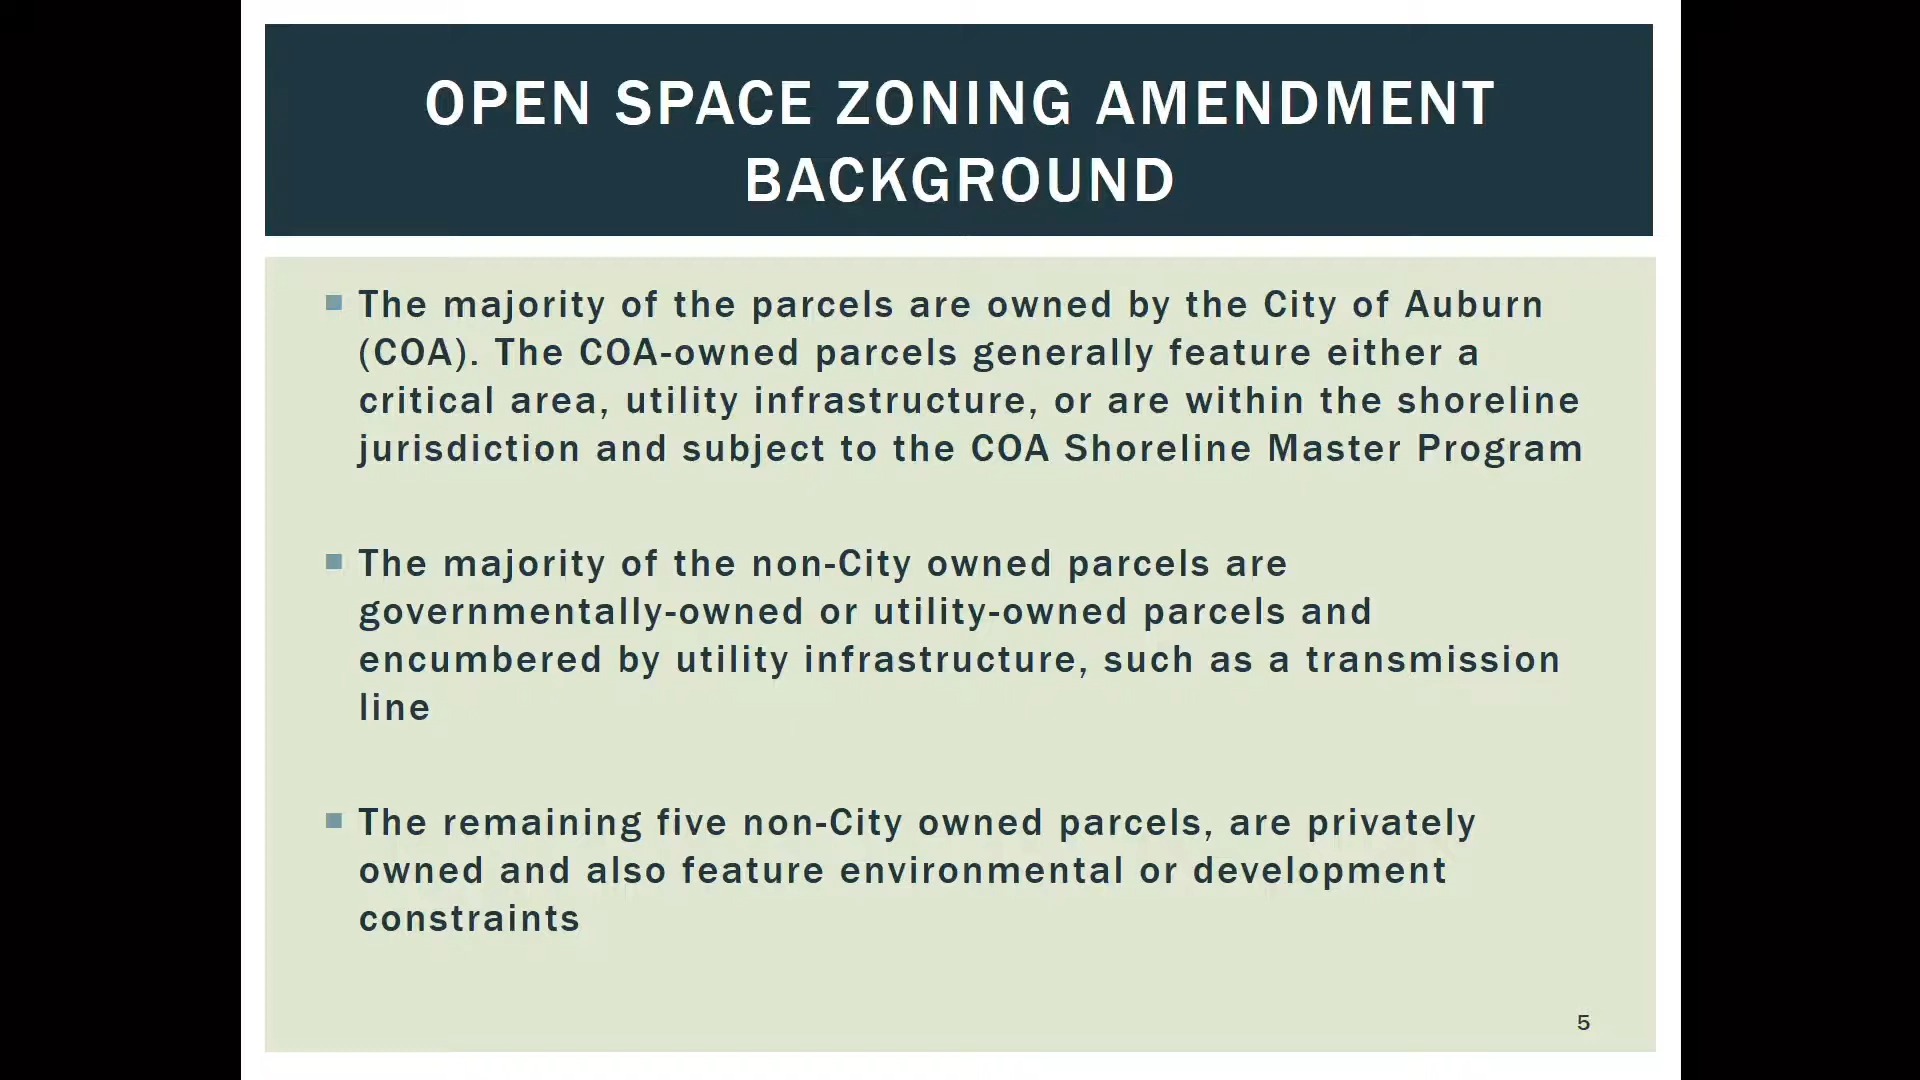 OPEN SPACE ZONING AMENDMENT
BACKGROUND
The majority of the parcels are owned by the City of Auburn
(COA). The COA-owned parcels generally feature either a
critical area, utility infrastructure, or are within the shoreline
jurisdiction and subject to the COA Shoreline Master Program
The majority of the non-City owned parcels are
governmentally-owned or utility-owned parcels and
encumbered by utility infrastructure, such as a transmission
line
The remaining five non-City owned parcels, are privately
owned and also feature environmental or development
constraints
5